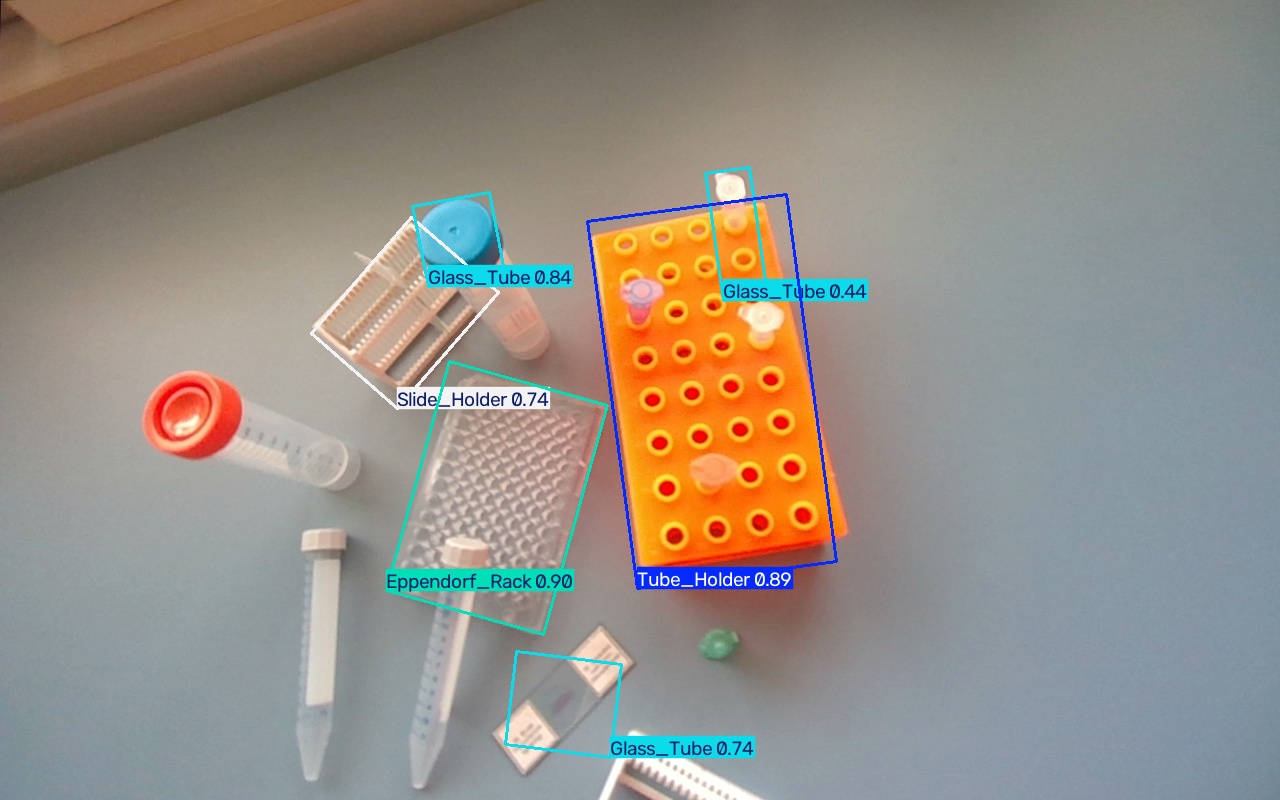 Glass_Tube 0.84
Glass_Tube 0.44
Slide_Holder 0.74
Eppendorf_Rack 0.90
Tube_Holder 0.89
Glass_Tube 0.74